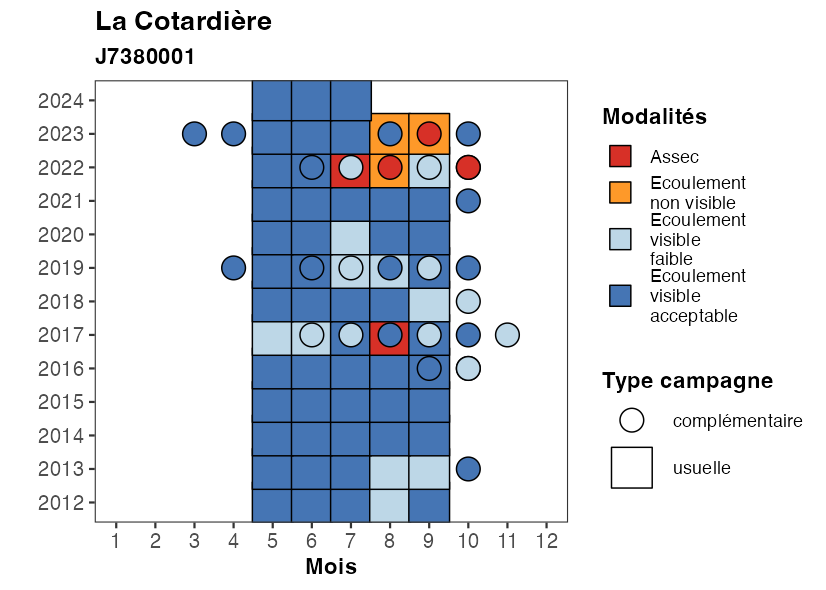 La Cotardière
J7380001
2024
2023
2022
2021
2020
2019
2018
2017
2016
2015
2014
2013
2012
1 2 3 4 5 6 7 8 9 10 11 12
Mois
Modalités
Assec
Ecoulement
non visible
Ecoulement
visible
faible
Ecoulement
visible
acceptable
Type campagne
complémentaire
usuelle